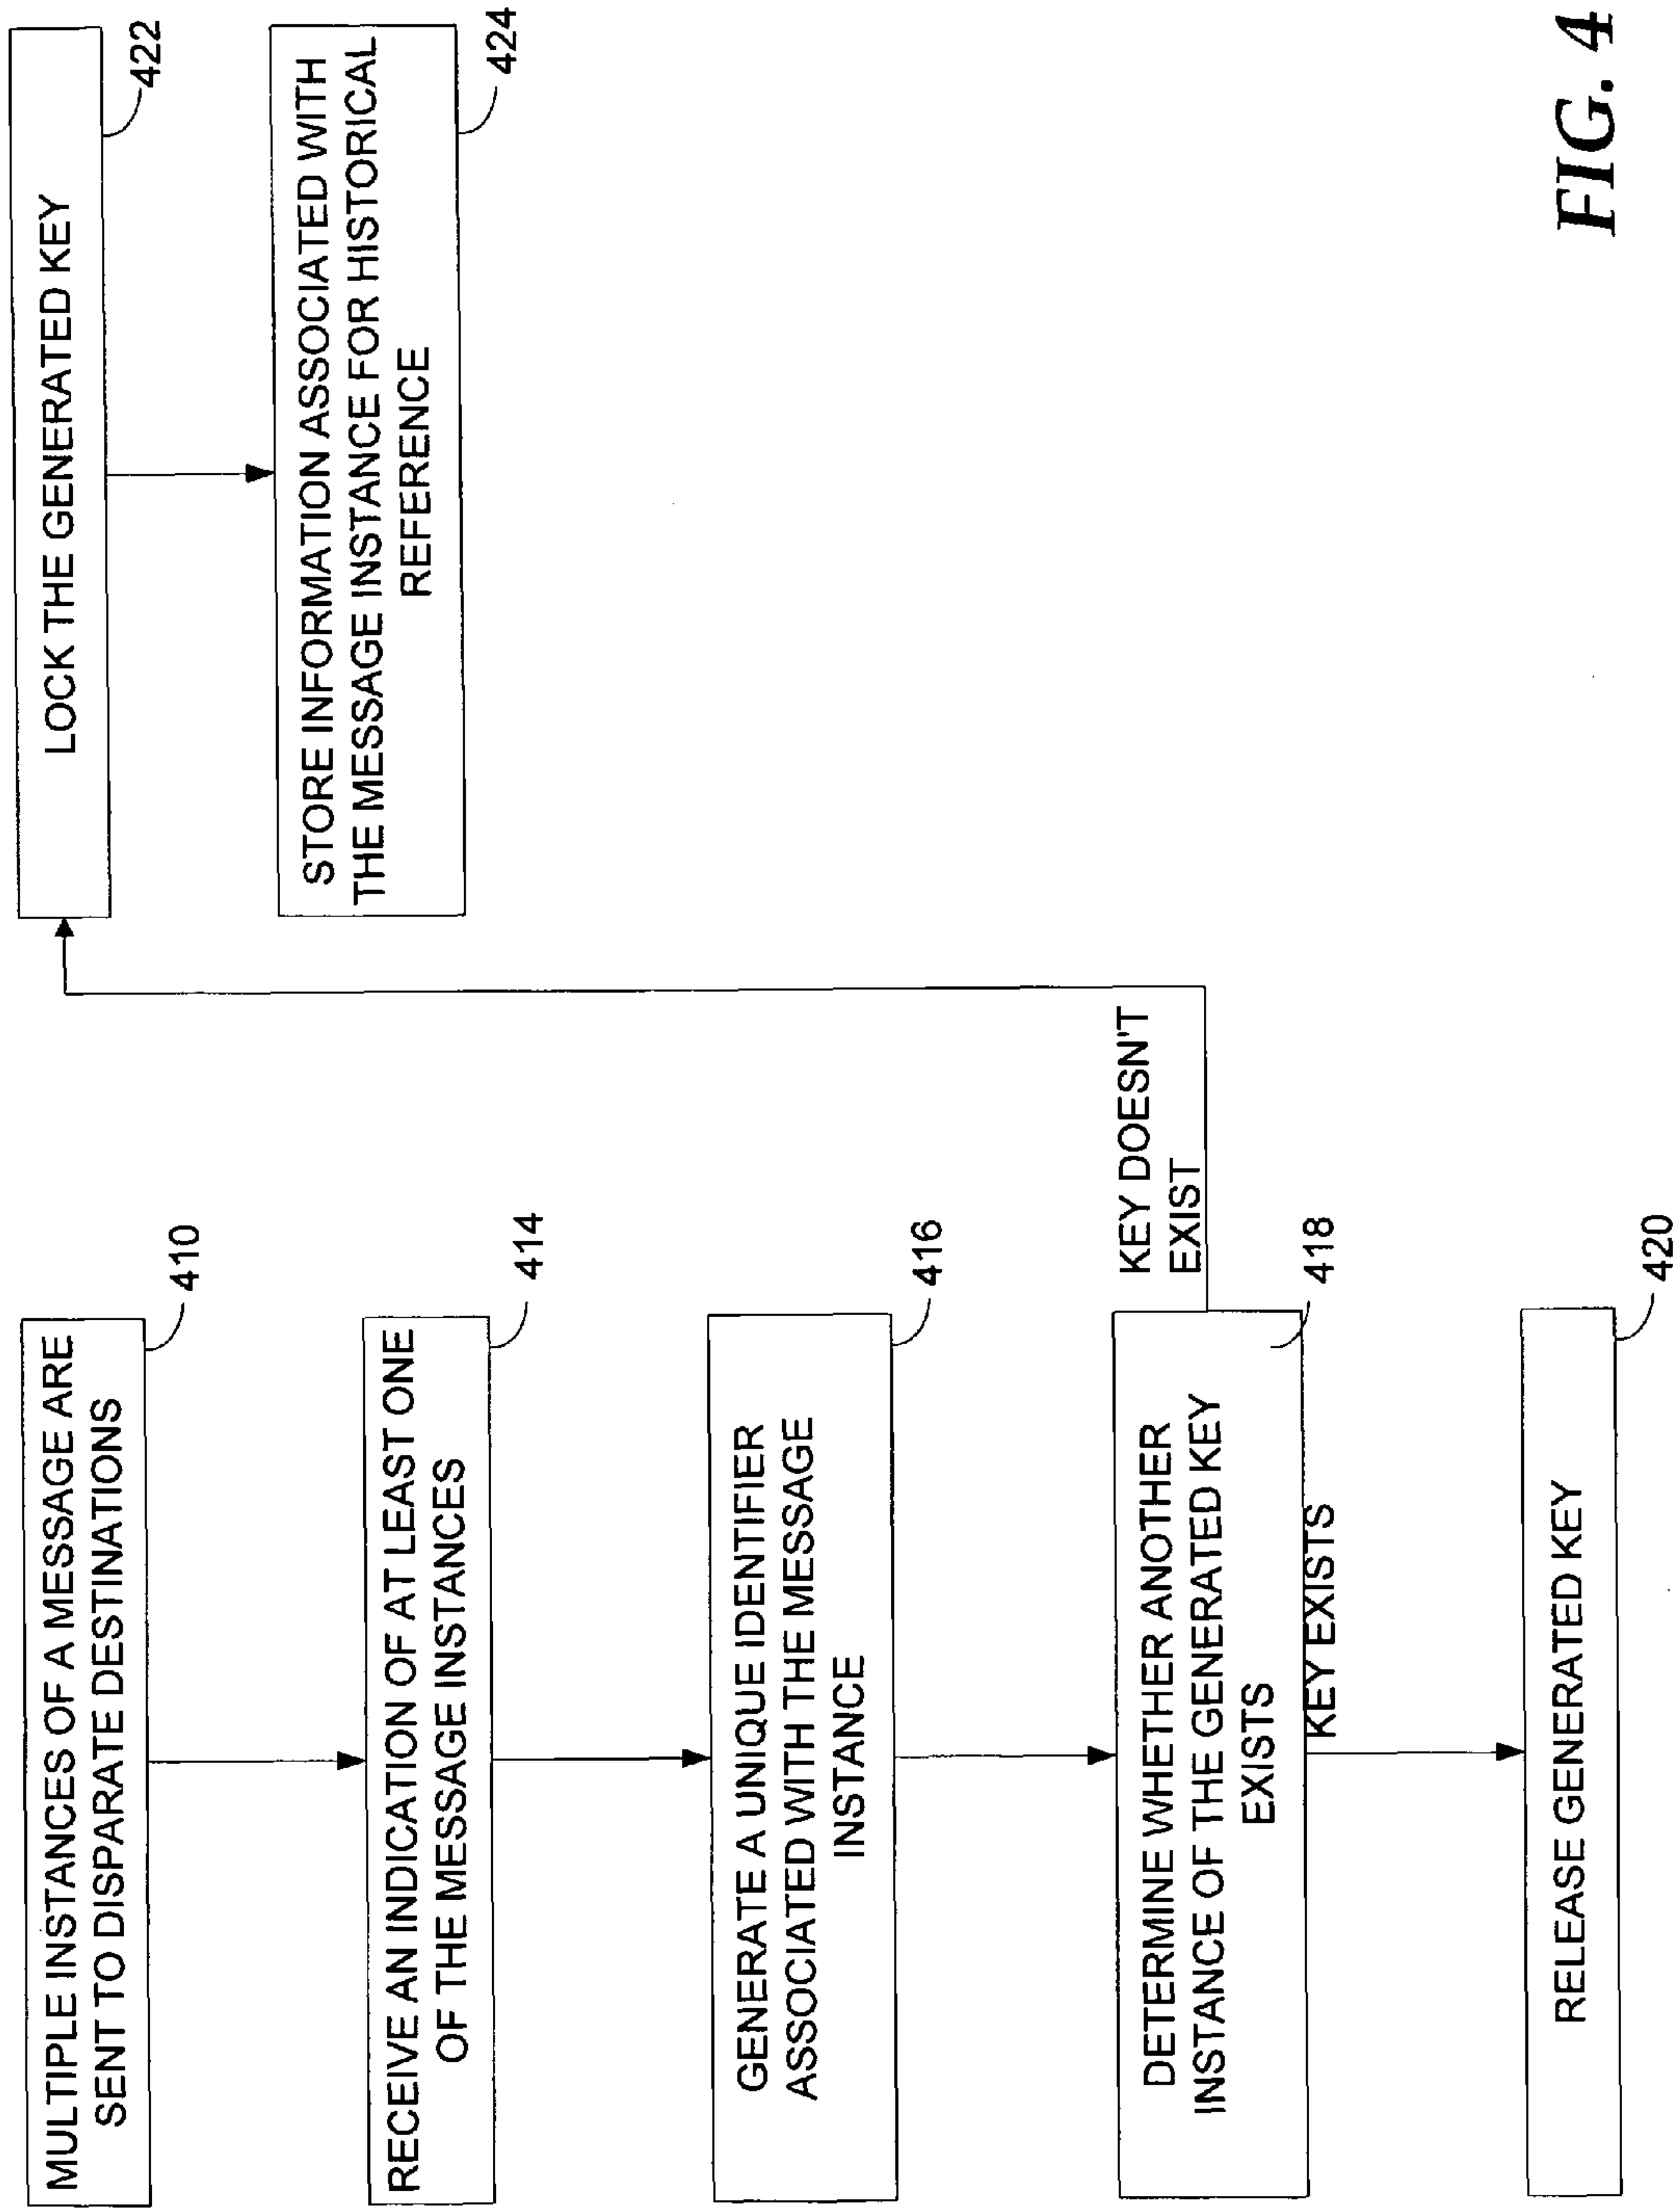 MULTIPLE INSTANCES OF A MESSAGE ARE
SENT TO DISPARATE DESTINATIONS
410
RECEIVE AN INDICATION OF AT LEAST ONE
OF THE MESSAGE INSTANCES
414
GENERATE A UNIQUE IDENTIFIER
ASSOCIATED WITH THE MESSAGE
INSTANCE
416
DETERMINE WHETHER ANOTHER
INSTANCE OF THE GENERATED KEY
EXISTS
418
KEY DOESN'T
EXIST
KEY EXISTS
RELEASE GENERATED KEY
420
LOCK THE GENERATED KEY
422
STORE INFORMATION ASSOCIATED WITH
THE MESSAGE INSTANCE FOR HISTORICAL
REFERENCE
424
FIG. 4